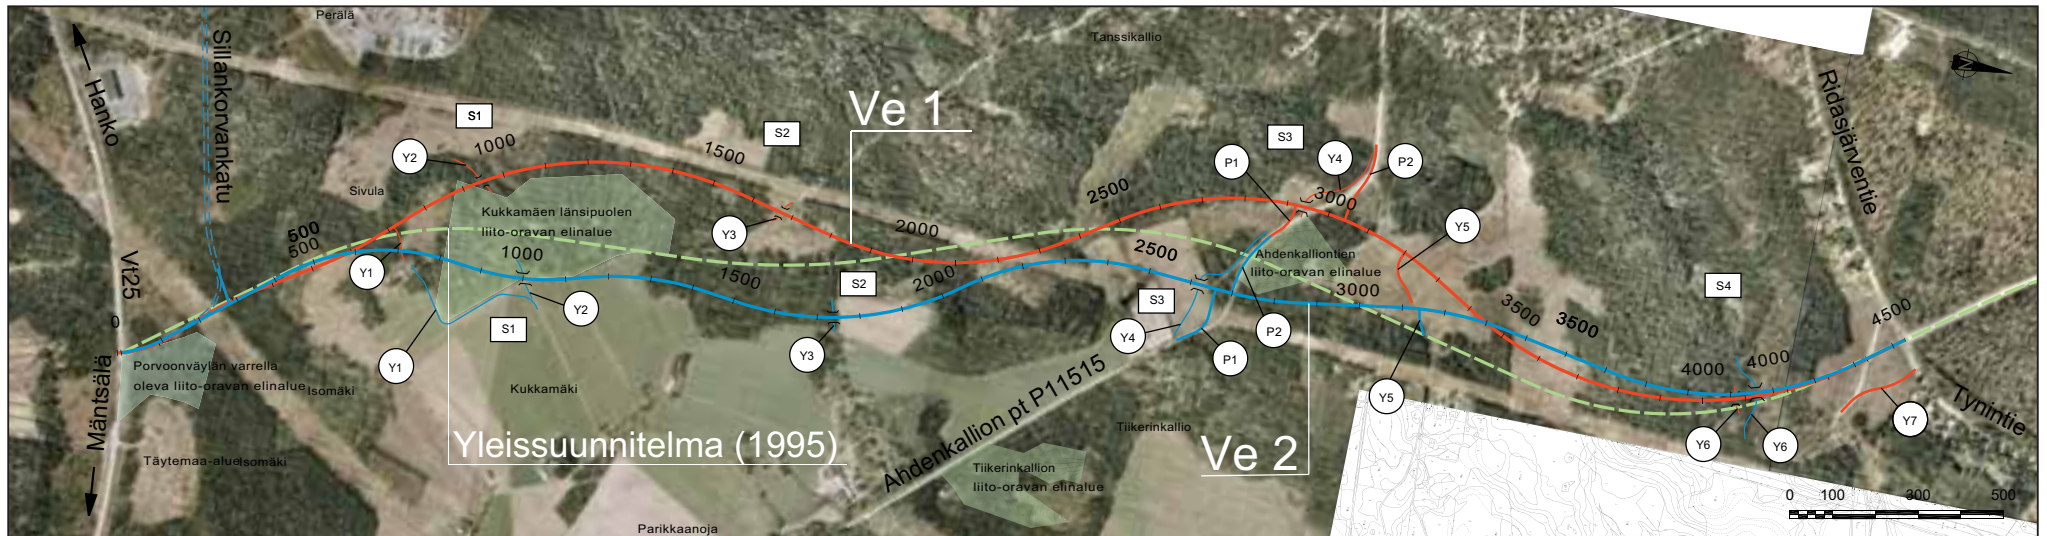 Perälä
Tanssikallio
N
Hanko
Sillankorvankatu
Ve 1
Ridasjärventie
S1
S2
S3
Y2
1000
1500
P1
Y4
P2
Sivula
Kukkamäen länsipuolen
liito-oravan elinalue
2500
3000
500
500
Y3
2000
Y5
Vt25
Y1
1000
1500
S2
2000
2500
Ahdenkalliontien
liito-oravan elinalue
3000
S4
0
S1
Y2
S3
3500
3500
4500
Y4
P1
P2
Mäntsälä
Porvoonväylän varrella
oleva liito-oravan elinalue
Isomäki
Y1
Kukkamäki
Y3
Y5
4000
4000
Tynintie
Yleissuunnitelma (1995)
Ahdenkallion pt P11515
Tiikerinkallio
Ve 2
Y6
Y6
Y7
Täytemaa-alue
Isomäki
Tiikerinkallion
liito-oravan elinalue
Parikkaanoja
0 100 300 500